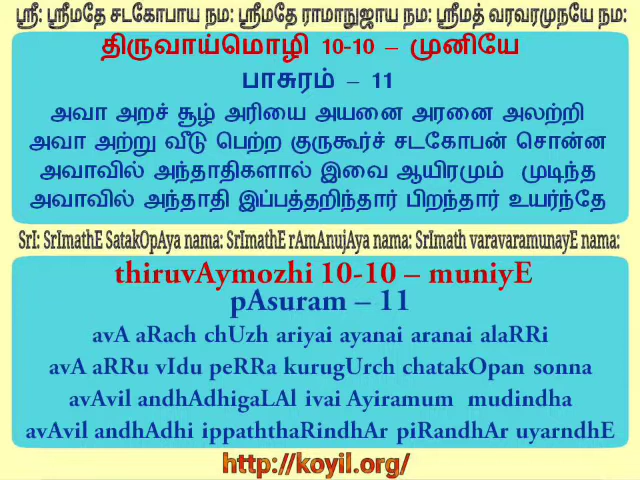 ஸ்ரீ: ஸ்ரீமதே சடகோபாய நம: ஸ்ரீமதே ராமாநுஜாய நம: ஸ்ரீமத் வரவரமுநயே நம:
திருவாய்மொழி 10-10 – முனியே
பாசுரம் – 11
அவா அறச் சூழ் அரியை அயனை அரனை அலற்றி
அவா அற்று வீடு பெற்ற குருகூர்ச் சடகோபன் சொன்ன
அவாவில் அந்தாதிகளால் இவை ஆயிரமும் முடிந்த
அவாவில் அந்தாதி இப்பத்தறிந்தார் பிறந்தார் உயர்ந்தே
SrI: SrImathE SatakOpAya nama: SrImathE rAmAnujAya nama: SrImath varavaramunayE nama:
thiruvAymozhi 10-10 – muniyE
pAsuram – 11
avA aRach chUzh ariyai ayanai aranai alaRRi
avA aRRu vIdu peRRa kurugUrch chatakOpan sonna
avAvil andhAdhigaLAl ivai Ayiramum mudindha
avAvil andhAdhi ippaththaRindhAr piRandhAr uyarndhE
http://koyil.org/